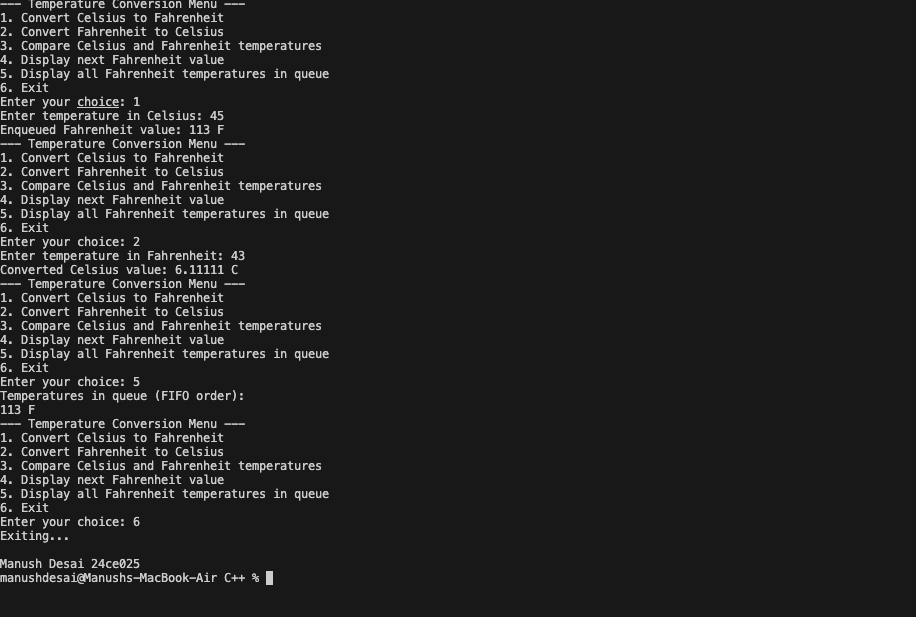 --- Temperature Conversion Menu ---
1. Convert Celsius to Fahrenheit
2. Convert Fahrenheit to Celsius
3. Compare Celsius and Fahrenheit temperatures
4. Display next Fahrenheit value
5. Display all Fahrenheit temperatures in queue
6. Exit
Enter your choice: 1
Enter temperature in Celsius: 45
Enqueued Fahrenheit value: 113 F
--- Temperature Conversion Menu ---
1. Convert Celsius to Fahrenheit
2. Convert Fahrenheit to Celsius
3. Compare Celsius and Fahrenheit temperatures
4. Display next Fahrenheit value
5. Display all Fahrenheit temperatures in queue
6. Exit
Enter your choice: 2
Enter temperature in Fahrenheit: 43
Converted Celsius value: 6.11111 C
--- Temperature Conversion Menu ---
1. Convert Celsius to Fahrenheit
2. Convert Fahrenheit to Celsius
3. Compare Celsius and Fahrenheit temperatures
4. Display next Fahrenheit value
5. Display all Fahrenheit temperatures in queue
6. Exit
Enter your choice: 5
Temperatures in queue (FIFO order):
113 F
--- Temperature Conversion Menu ---
1. Convert Celsius to Fahrenheit
2. Convert Fahrenheit to Celsius
3. Compare Celsius and Fahrenheit temperatures
4. Display next Fahrenheit value
5. Display all Fahrenheit temperatures in queue
6. Exit
Enter your choice: 6
Exiting...
Manush Desai 24ce025
manushdesai@Manushs-MacBook-Air C++ %